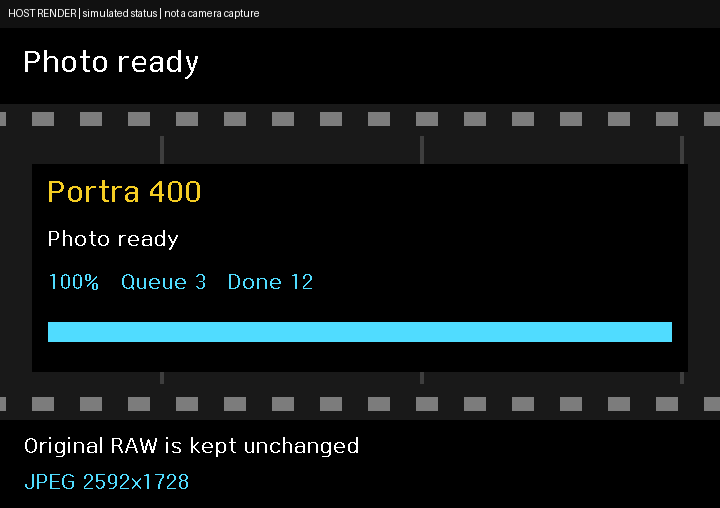 HOST RENDER | simulated status | not a camera capture
Photo ready
Portra 400
Photo ready
100% Queue 3 Done 12
Original RAW is kept unchanged
JPEG 2592x1728